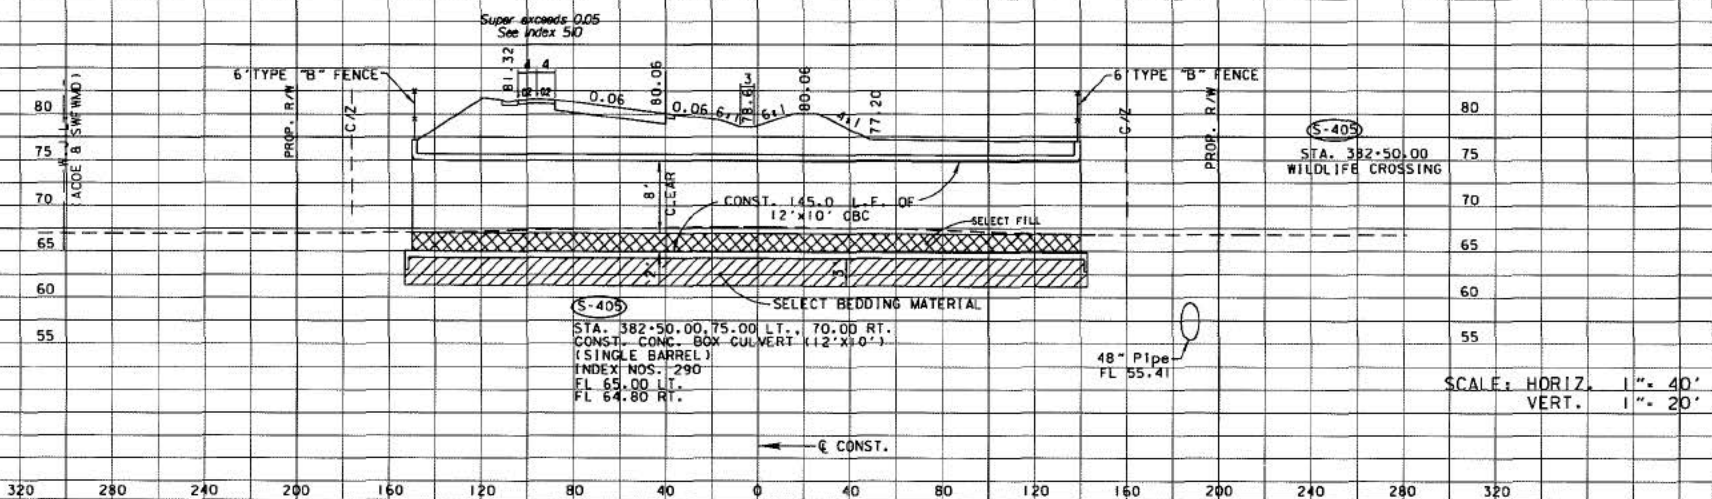 Super exceeds 0.05
See Index 510
6' TYPE "B" FENCE
81.32
4 4
.02 .02
0.06
80.06
0.06
6:1
78.63
6:1
80.06
4:1
77.20
6' TYPE "B" FENCE
PROP. R/W
C/Z
C/Z
PROP. R/W
(ACOE & SWFWMD)
80
75
70
65
60
55
80
75
70
65
60
55
S-405
STA. 382+50.00
WILDLIFE CROSSING
8'
CLEAR
CONST. 145.0 L.F. OF
12'x10' CBC
SELECT FILL
2'
3'
SELECT BEDDING MATERIAL
S-405
STA. 382+50.00,75.00 LT., 70.00 RT.
CONST. CONC. BOX CULVERT (12'X10')
(SINGLE BARREL)
INDEX NOS. 290
FL 65.00 LT.
FL 64.80 RT.
48" Pipe
FL 55.41
SCALE: HORIZ. 1"= 40'
VERT. 1"= 20'
℄ CONST.
320 280 240 200 160 120 80 40 0 40 80 120 160 200 240 280 320